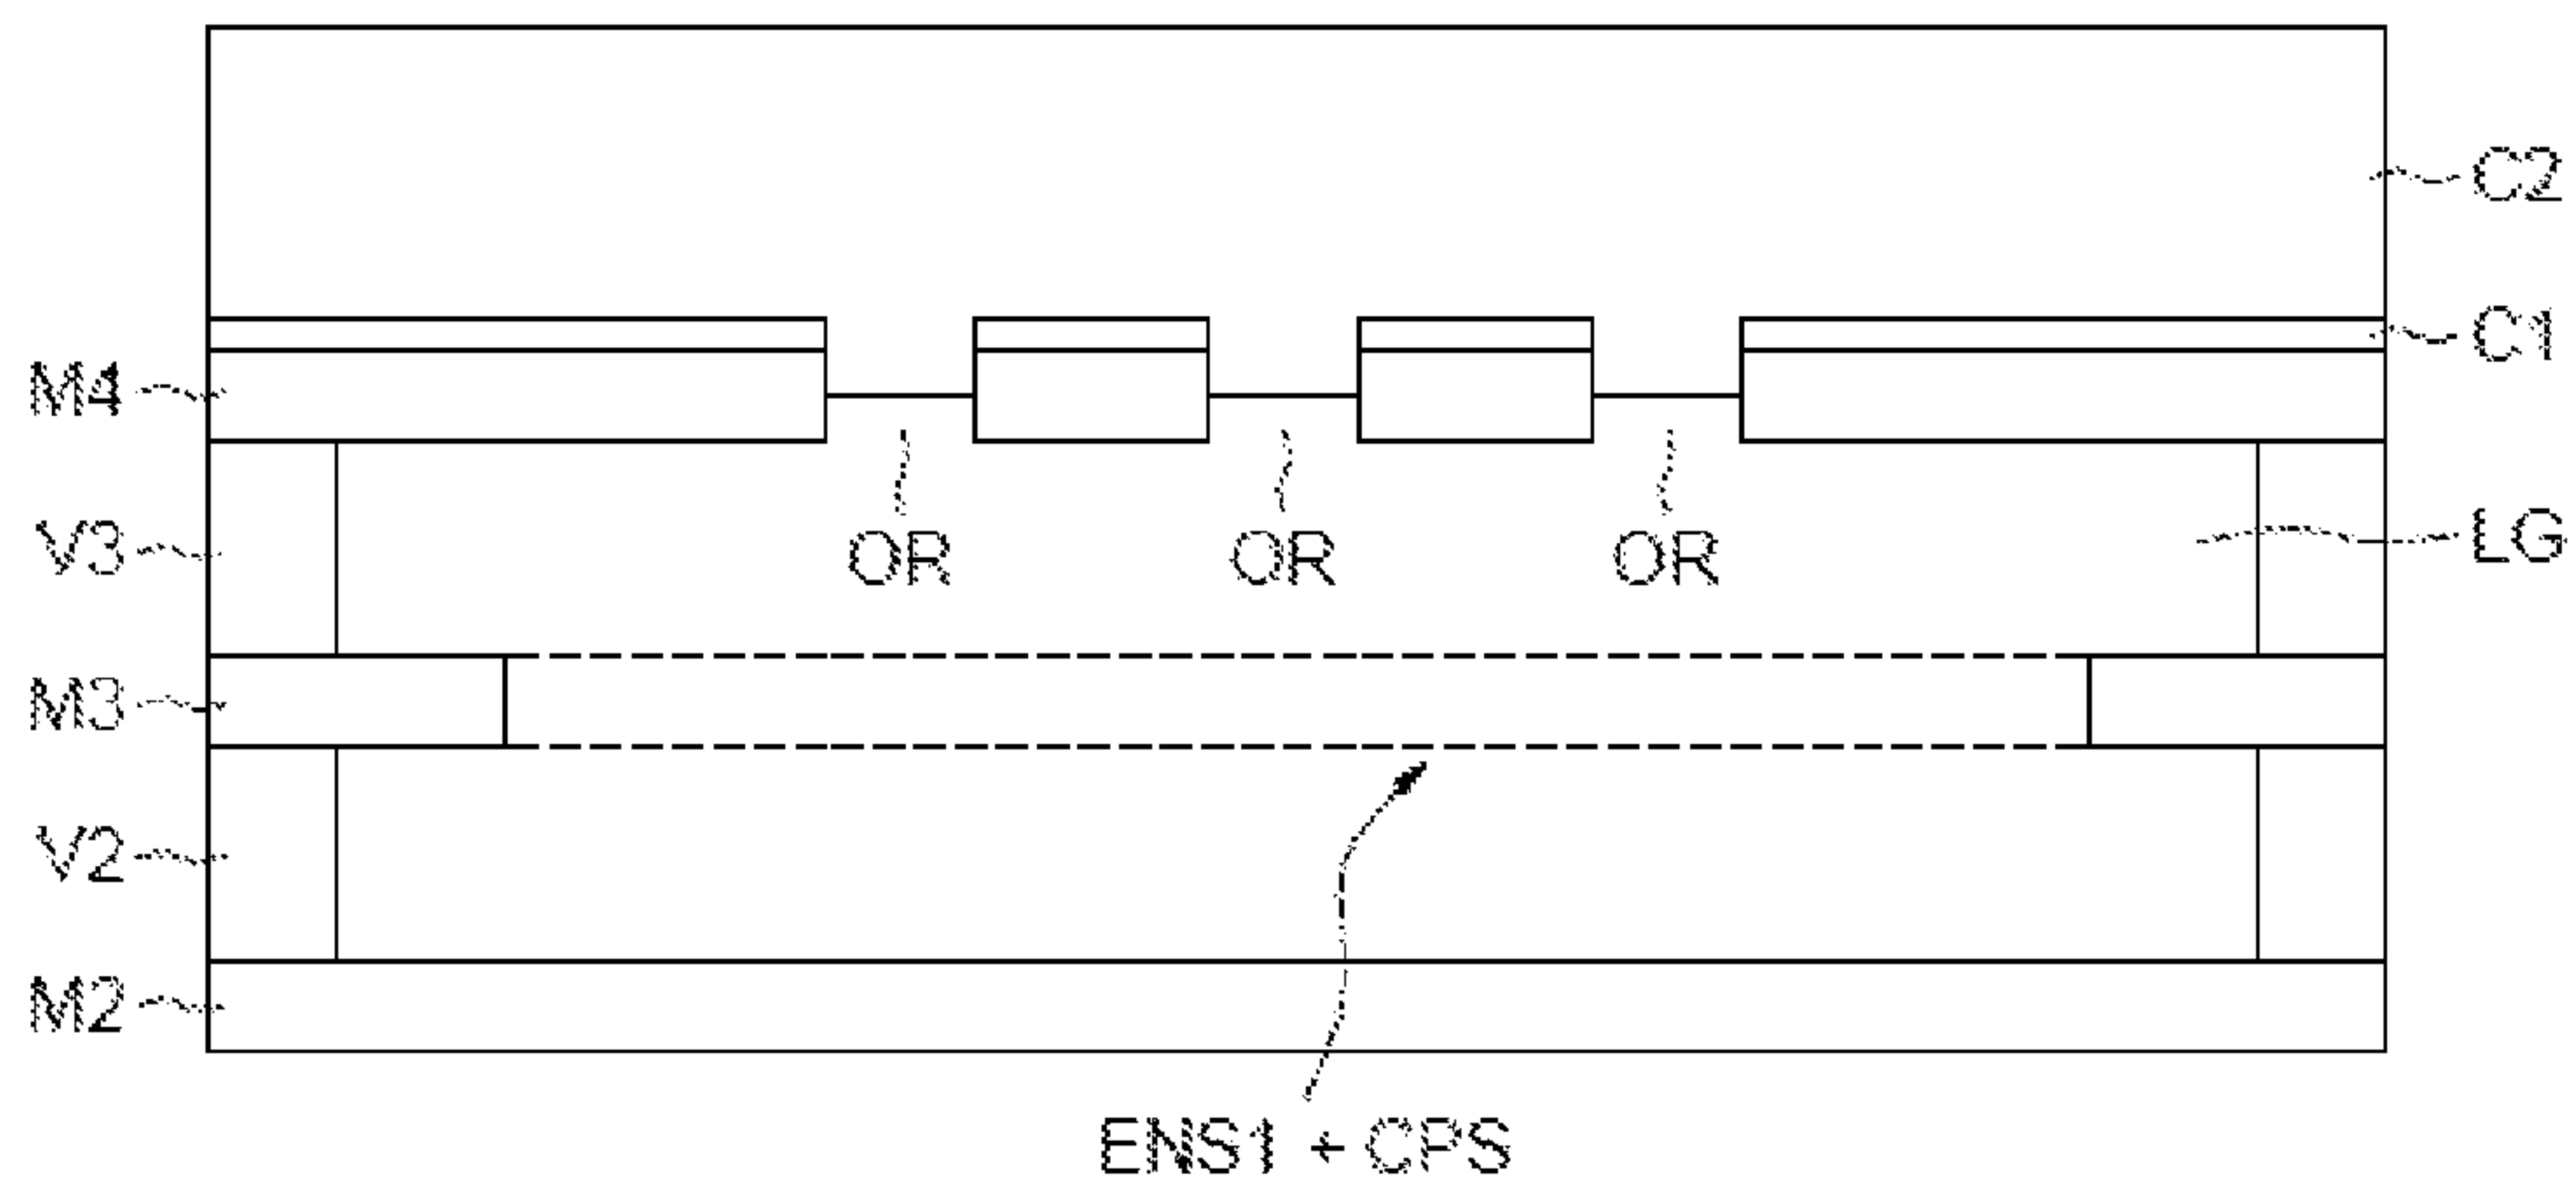 C2
C1
M4
V3
OR OR OR
LG
M3
V2
M2
ENS1 + CPS